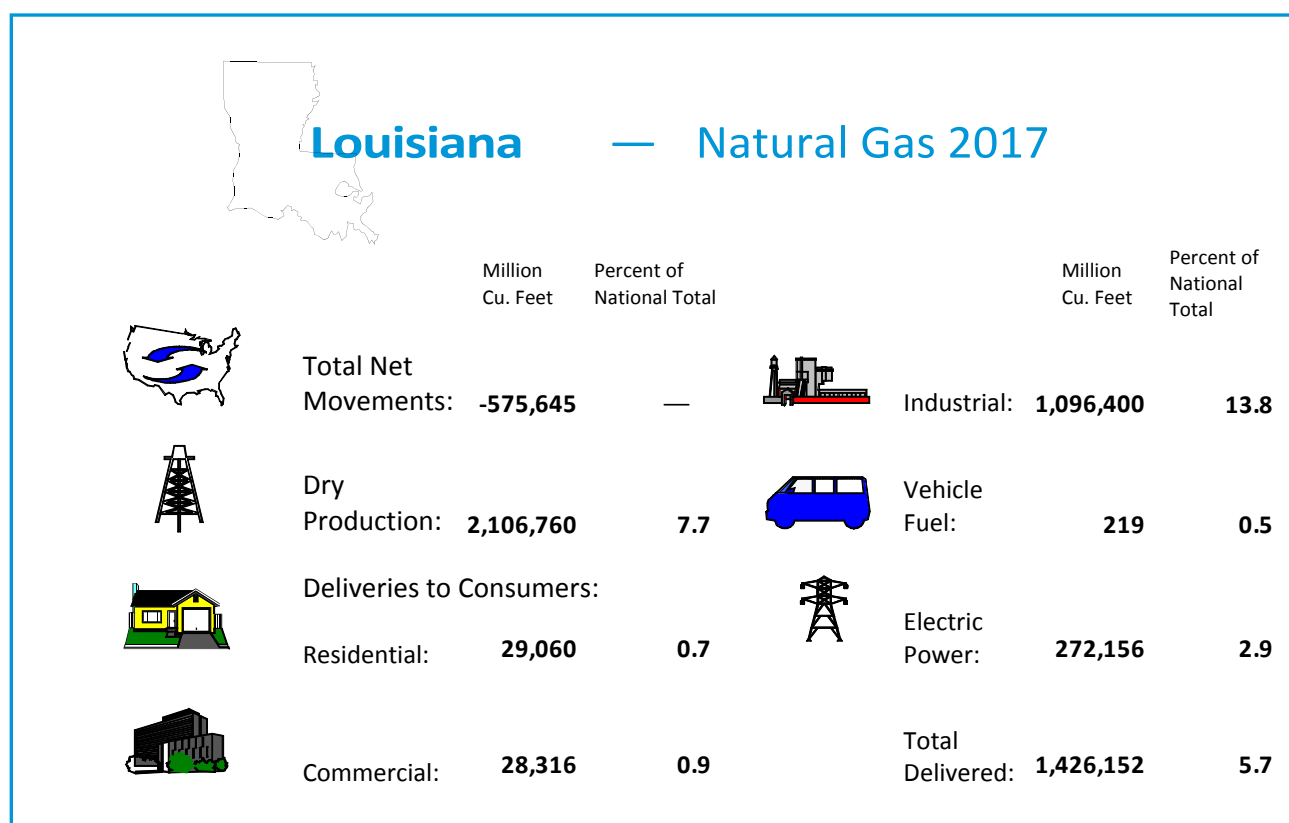 Louisiana — Natural Gas 2017
Million
Cu. Feet
Percent of
National Total
Total Net
Movements: -575,645 —
Dry
Production: 2,106,760 7.7
Deliveries to Consumers:
Residential: 29,060 0.7
Commercial: 28,316 0.9
Million
Cu. Feet
Percent of
National
Total
Industrial: 1,096,400 13.8
Vehicle
Fuel: 219 0.5
Electric
Power: 272,156 2.9
Total
Delivered: 1,426,152 5.7